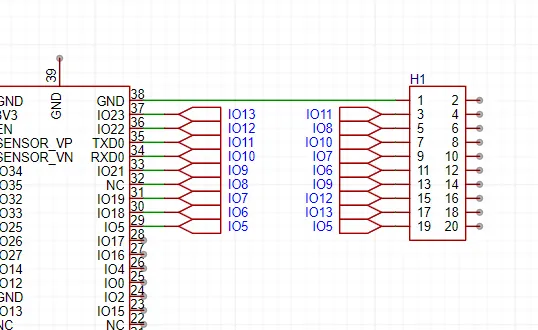 H1
39
GND
GND 38 1 2
3V3 IO23 37 IO13 IO11 3 4
EN IO22 36 IO12 IO8 5 6
SENSOR_VP TXD0 35 IO11 IO10 7 8
SENSOR_VN RXD0 34 IO10 IO7 9 10
IO34 IO21 33 IO9 IO6 11 12
IO35 NC 32 IO8 IO9 13 14
IO32 IO19 31 IO7 IO12 15 16
IO33 IO18 30 IO6 IO13 17 18
IO25 IO5 29 IO5 IO5 19 20
IO26 IO17 28
IO27 IO16 27
IO14 IO4 26
IO12 IO0 25
GND IO2 24
IO13 IO15 23
NC NC 22